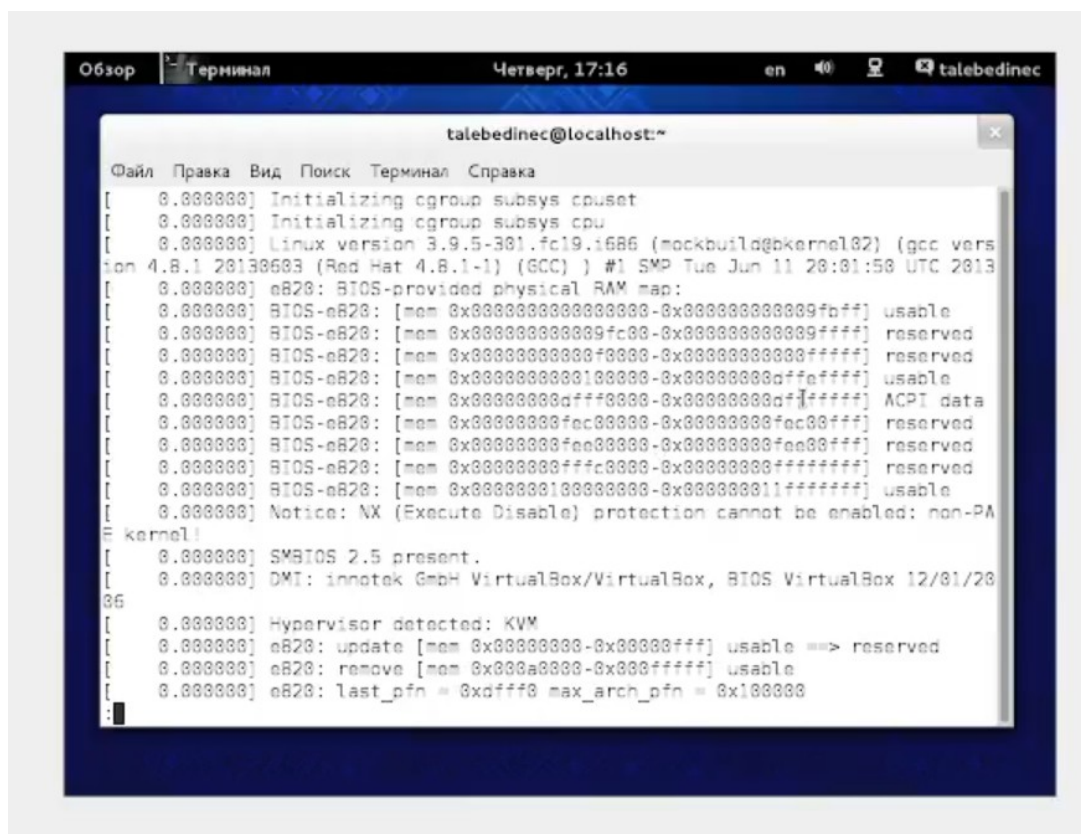 Обзор Терминал Четверг, 17:16 en talebedinec
talebedinec@localhost:~
Файл Правка Вид Поиск Терминал Справка
[    0.000000] Initializing cgroup subsys cpuset
[    0.000000] Initializing cgroup subsys cpu
[    0.000000] Linux version 3.9.5-301.fc19.i686 (mockbuild@bkernel02) (gcc vers
ion 4.8.1 20130603 (Red Hat 4.8.1-1) (GCC) ) #1 SMP Tue Jun 11 20:01:50 UTC 2013
[    0.000000] e820: BIOS-provided physical RAM map:
[    0.000000] BIOS-e820: [mem 0x0000000000000000-0x000000000009fbff] usable
[    0.000000] BIOS-e820: [mem 0x000000000009fc00-0x000000000009ffff] reserved
[    0.000000] BIOS-e820: [mem 0x00000000000f0000-0x00000000000fffff] reserved
[    0.000000] BIOS-e820: [mem 0x0000000000100000-0x00000000dffeffff] usable
[    0.000000] BIOS-e820: [mem 0x00000000dfff0000-0x00000000dfffffff] ACPI data
[    0.000000] BIOS-e820: [mem 0x00000000fec00000-0x00000000fec00fff] reserved
[    0.000000] BIOS-e820: [mem 0x00000000fee00000-0x00000000fee00fff] reserved
[    0.000000] BIOS-e820: [mem 0x00000000fffc0000-0x00000000ffffffff] reserved
[    0.000000] BIOS-e820: [mem 0x0000000100000000-0x000000011fffffff] usable
[    0.000000] Notice: NX (Execute Disable) protection cannot be enabled: non-PA
E kernel!
[    0.000000] SMBIOS 2.5 present.
[    0.000000] DMI: innotek GmbH VirtualBox/VirtualBox, BIOS VirtualBox 12/01/20
06
[    0.000000] Hypervisor detected: KVM
[    0.000000] e820: update [mem 0x00000000-0x00000fff] usable ==> reserved
[    0.000000] e820: remove [mem 0x000a0000-0x000fffff] usable
[    0.000000] e820: last_pfn = 0xdfff0 max_arch_pfn = 0x100000
: